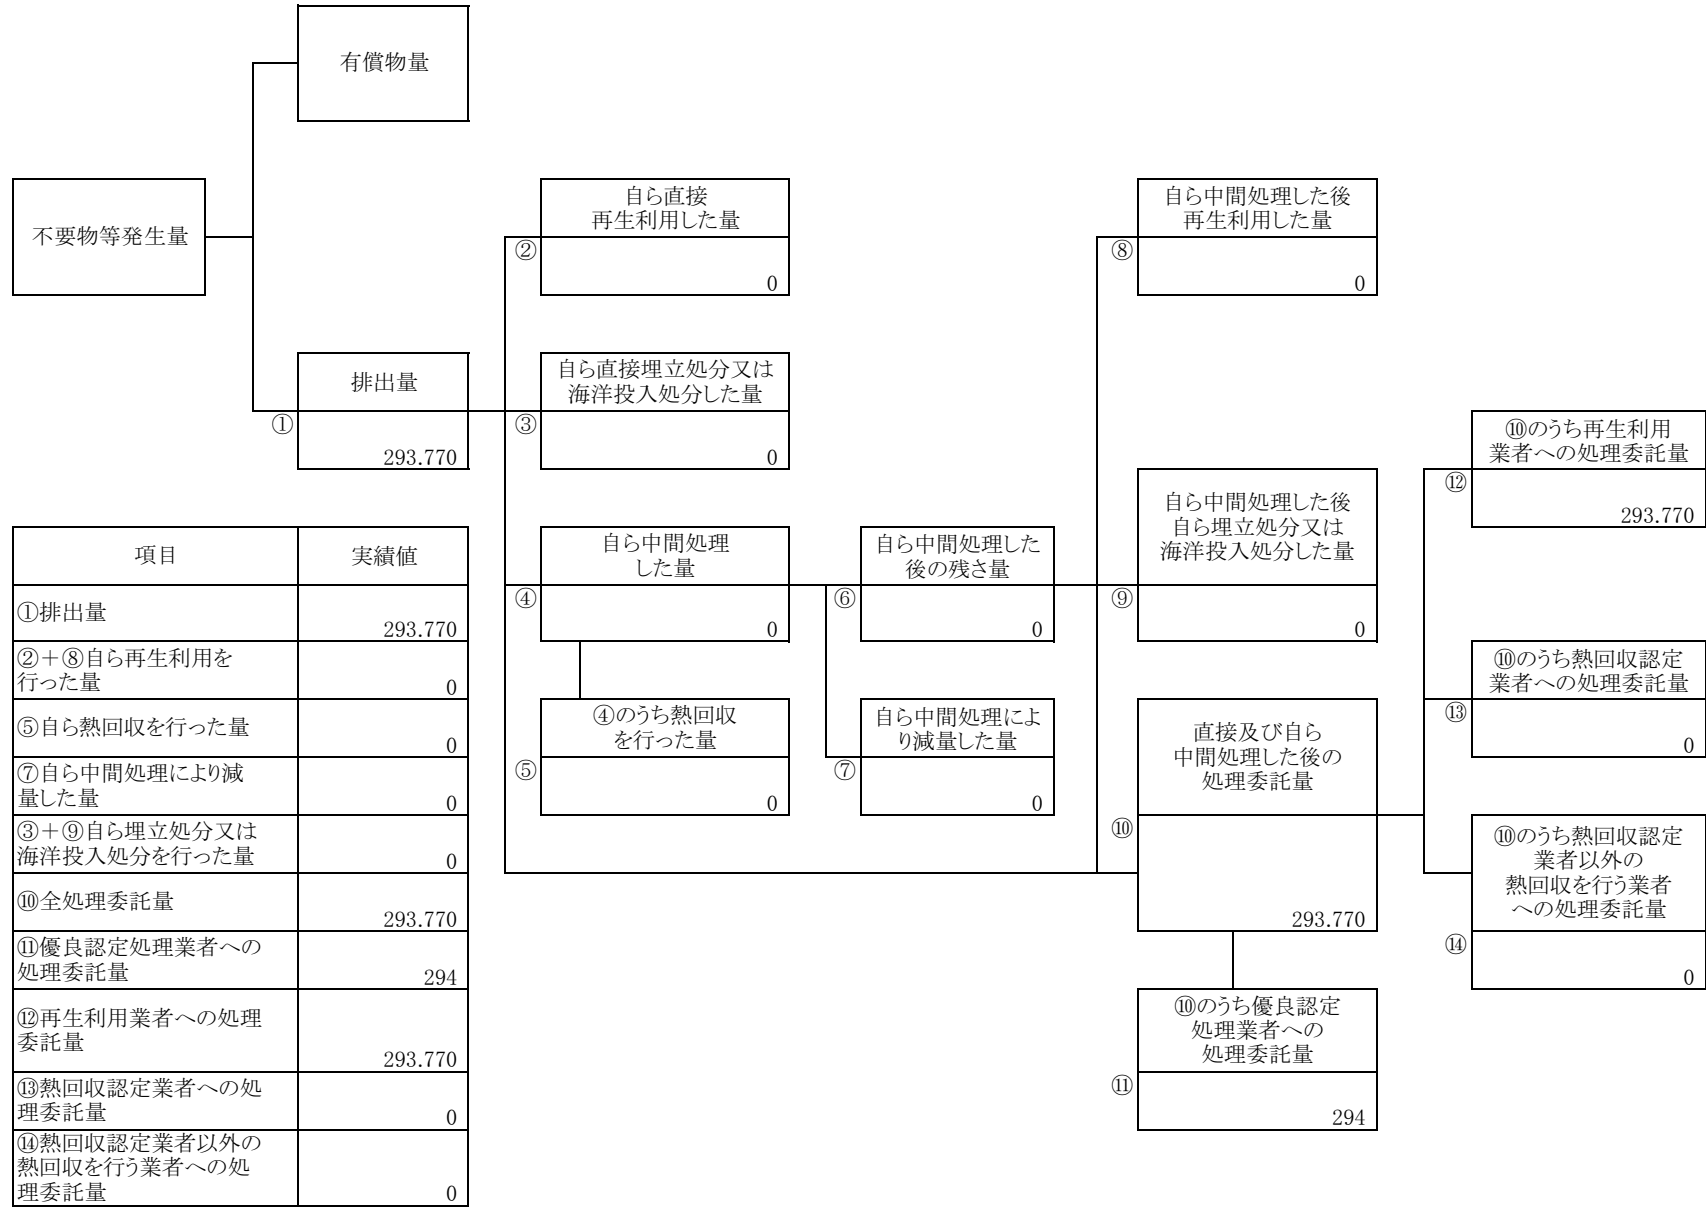 有償物量
不要物等発生量
自ら直接
再生利用した量
②
0
自ら中間処理した後
再生利用した量
⑧
0
排出量
①
293.770
自ら直接埋立処分又は
海洋投入処分した量
③
0
⑩のうち再生利用
業者への処理委託量
⑫
293.770
自ら中間処理
した量
④
0
自ら中間処理した
後の残さ量
⑥
0
自ら中間処理した後
自ら埋立処分又は
海洋投入処分した量
⑨
0
⑩のうち熱回収認定
業者への処理委託量
⑬
0
④のうち熱回収
を行った量
⑤
0
自ら中間処理によ
り減量した量
⑦
0
直接及び自ら
中間処理した後の
処理委託量
⑩
293.770
⑩のうち熱回収認定
業者以外の
熱回収を行う業者
への処理委託量
⑭
0
⑩のうち優良認定
処理業者への
処理委託量
⑪
294
項目 実績値
①排出量
293.770
②＋⑧自ら再生利用を
行った量
0
⑤自ら熱回収を行った量
0
⑦自ら中間処理により減
量した量
0
③＋⑨自ら埋立処分又は
海洋投入処分を行った量
0
⑩全処理委託量
293.770
⑪優良認定処理業者への
処理委託量
294
⑫再生利用業者への処理
委託量
293.770
⑬熱回収認定業者への処
理委託量
0
⑭熱回収認定業者以外の
熱回収を行う業者への処
理委託量
0